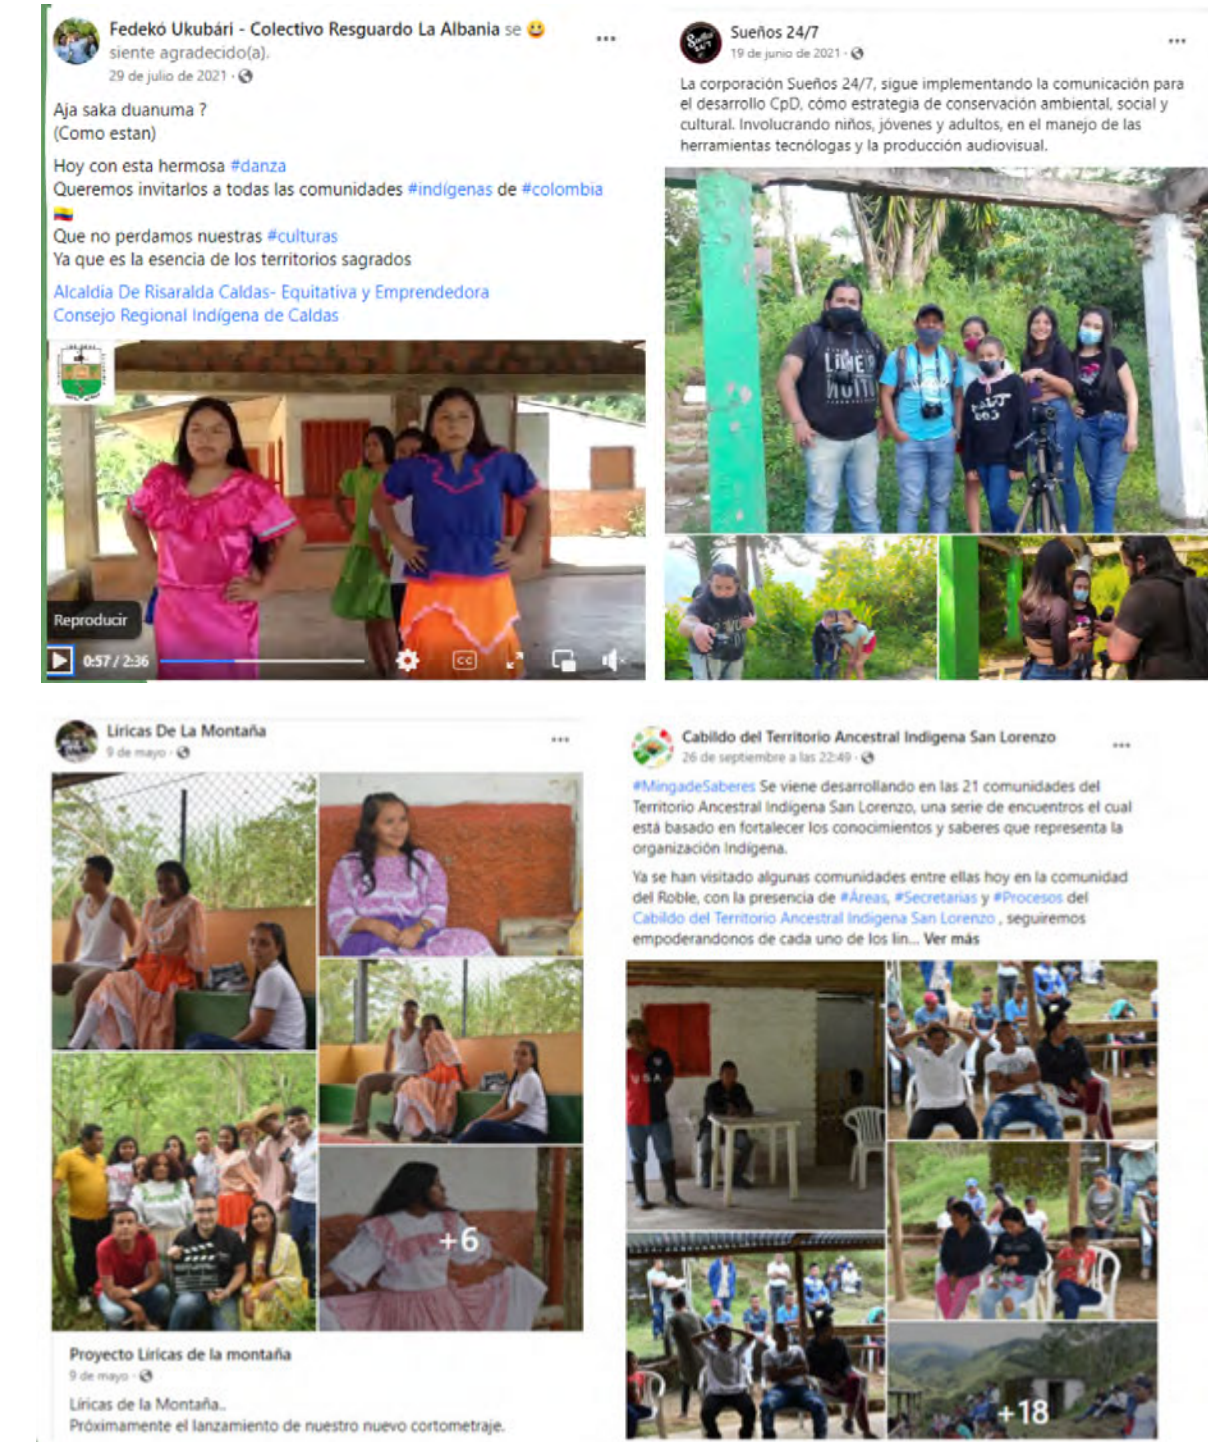 Fedekó Ukubári - Colectivo Resguardo La Albania se
siente agradecido(a).
29 de julio de 2021
Aja saka duanuma ?
(Como estan)
Hoy con esta hermosa #danza
Queremos invitarlos a todas las comunidades #indígenas de #colombia
Que no perdamos nuestras #culturas
Ya que es la esencia de los territorios sagrados
Alcaldía De Risaralda Caldas- Equitativa y Emprendedora
Consejo Regional Indígena de Caldas
Reproducir
0:57 / 2:36
CC
Sueños 24/7
19 de junio de 2021
La corporación Sueños 24/7, sigue implementando la comunicación para
el desarrollo CpD, cómo estrategia de conservación ambiental, social y
cultural. Involucrando niños, jóvenes y adultos, en el manejo de las
herramientas tecnólogas y la producción audiovisual.
Líricas De La Montaña
9 de mayo
+6
Proyecto Líricas de la montaña
9 de mayo
Líricas de la Montaña..
Próximamente el lanzamiento de nuestro nuevo cortometraje.
Cabildo del Territorio Ancestral Indigena San Lorenzo
26 de septiembre a las 22:49
#MingadeSaberes Se viene desarrollando en las 21 comunidades del
Territorio Ancestral Indígena San Lorenzo, una serie de encuentros el cual
está basado en fortalecer los conocimientos y saberes que representa la
organización Indígena.
Ya se han visitado algunas comunidades entre ellas hoy en la comunidad
del Roble, con la presencia de #Áreas, #Secretarias y #Procesos del
Cabildo del Territorio Ancestral Indigena San Lorenzo , seguiremos
empoderandonos de cada uno de los lin... Ver más
USA
+18